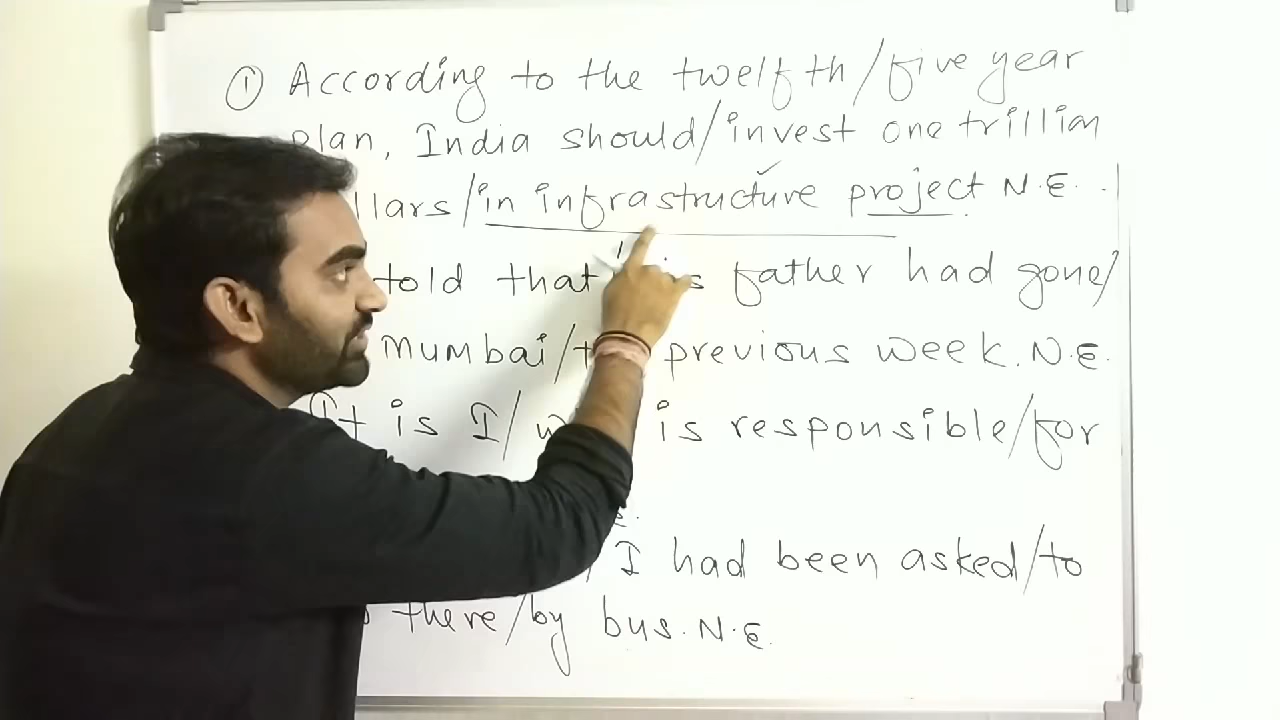 ① According to the twelfth/five year
plan, India should/invest one trillion
llars/in infrastructure project N.E.
told that father had gone/
Mumbai/ previous week. N.E.
It is I/ is responsible/for
I had been asked/to
there/by bus. N.E.